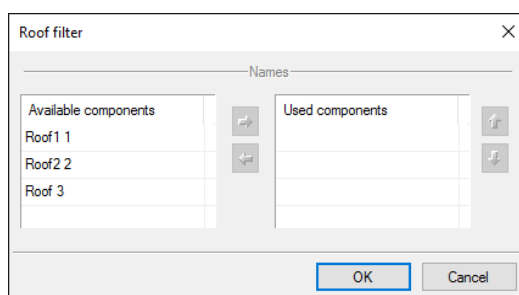 Roof filter
Names
Available components
Used components
Roof1 1
Roof2 2
Roof 3
OK
Cancel